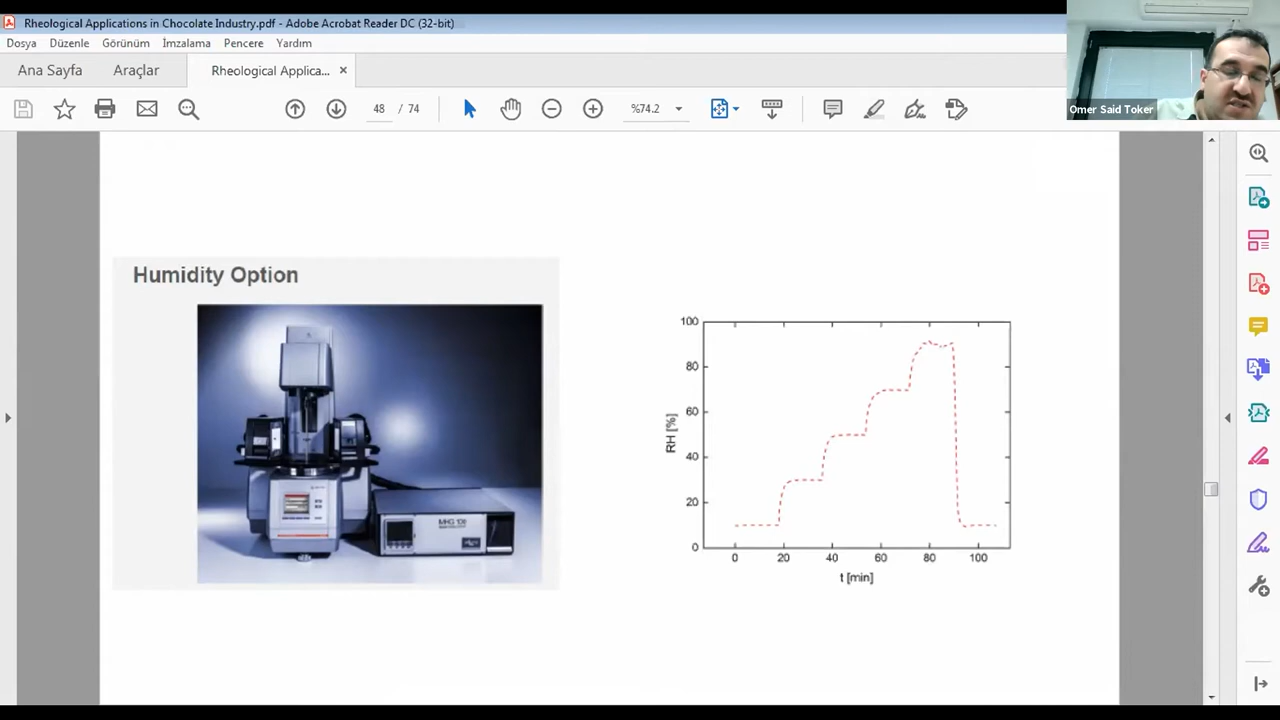 Rheological Applications in Chocolate Industry.pdf - Adobe Acrobat Reader DC (32-bit)
Dosya Düzenle Görünüm İmzalama Pencere Yardım
Ana Sayfa Araçlar Rheological Applica... ×
48 / 74 %74.2
Omer Said Toker
Humidity Option
MHG 100
100
80
60
40
20
0
RH [%]
0 20 40 60 80 100
t [min]